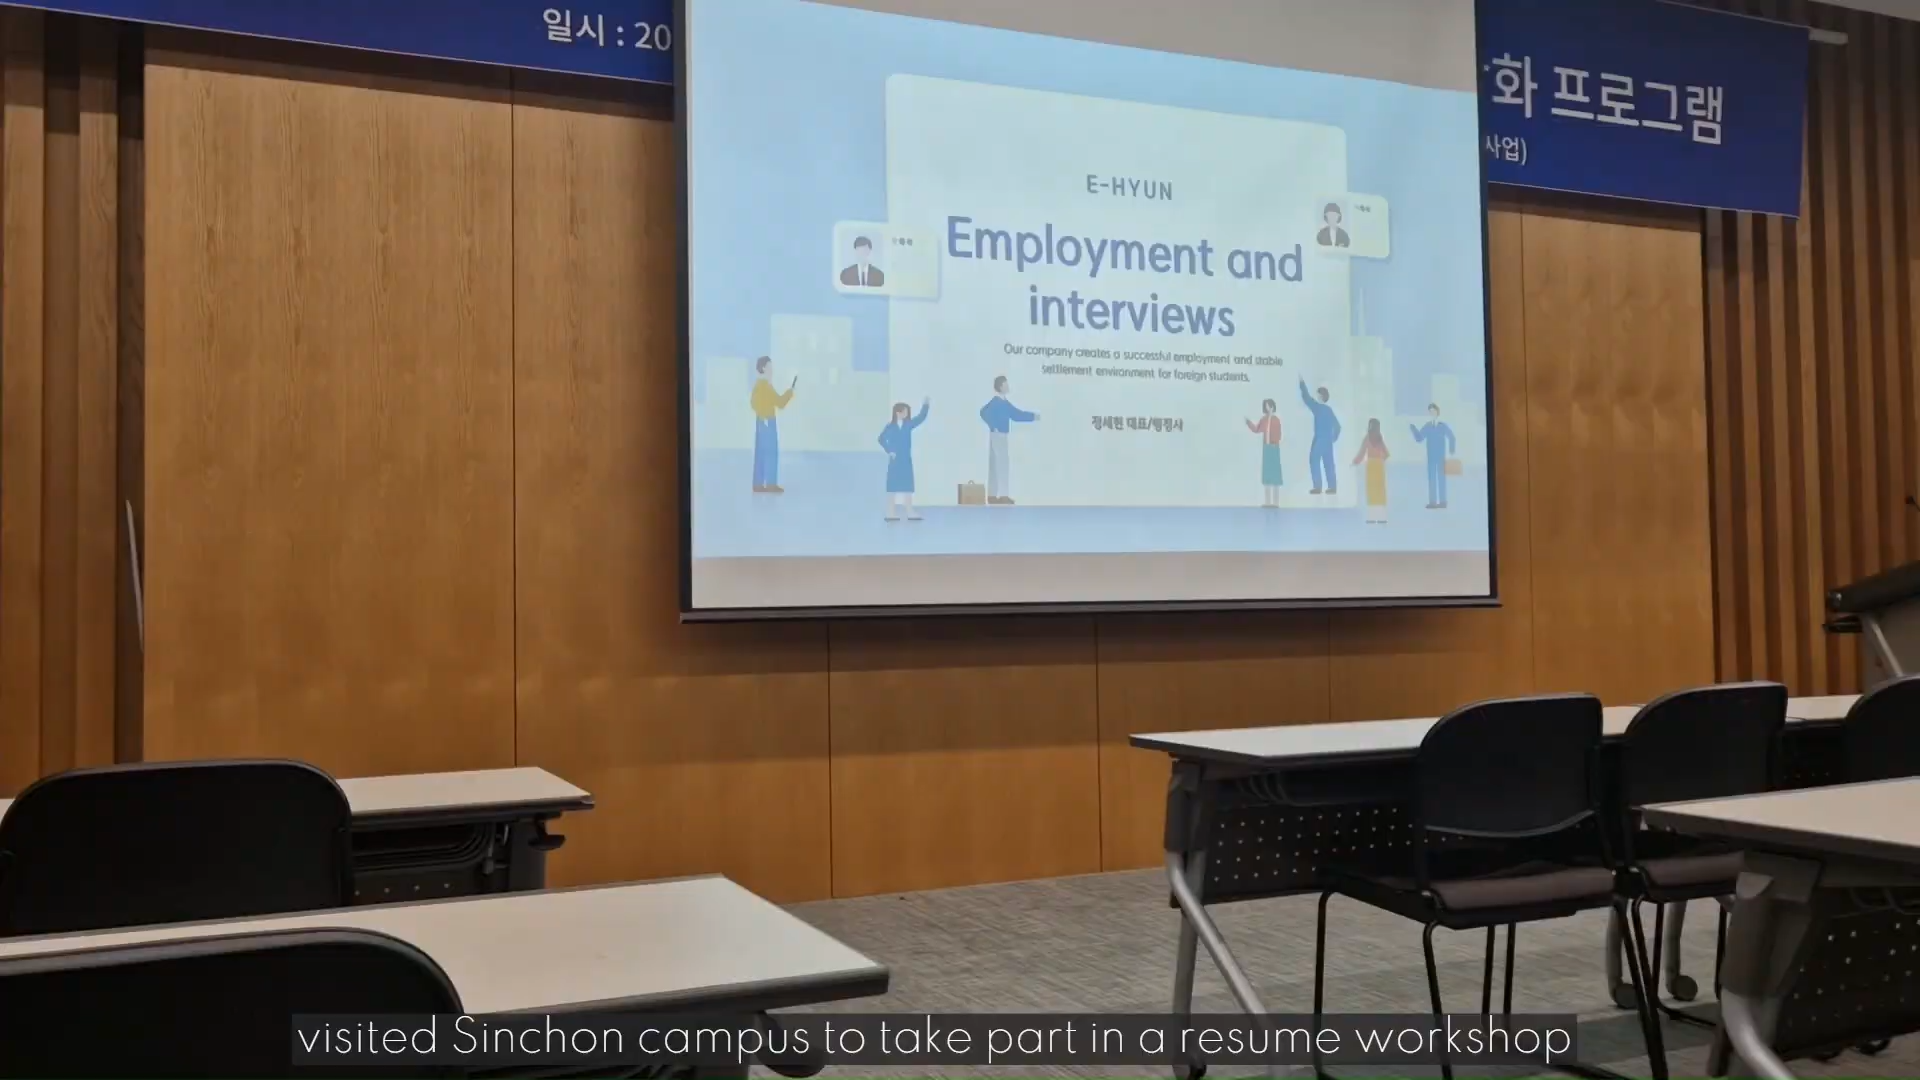 일시 : 20
화 프로그램
사업)
E-HYUN
Employment and
interviews
Our company creates a successful employment and stable
settlement environment for foreign students.
정세현 대표/행정사
visited Sinchon campus to take part in a resume workshop